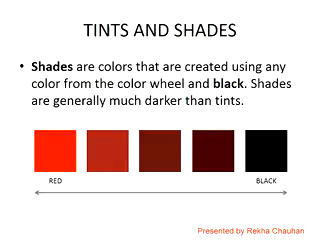 TINTS AND SHADES
• Shades are colors that are created using any
color from the color wheel and black. Shades
are generally much darker than tints.
RED BLACK
Presented by Rekha Chauhan